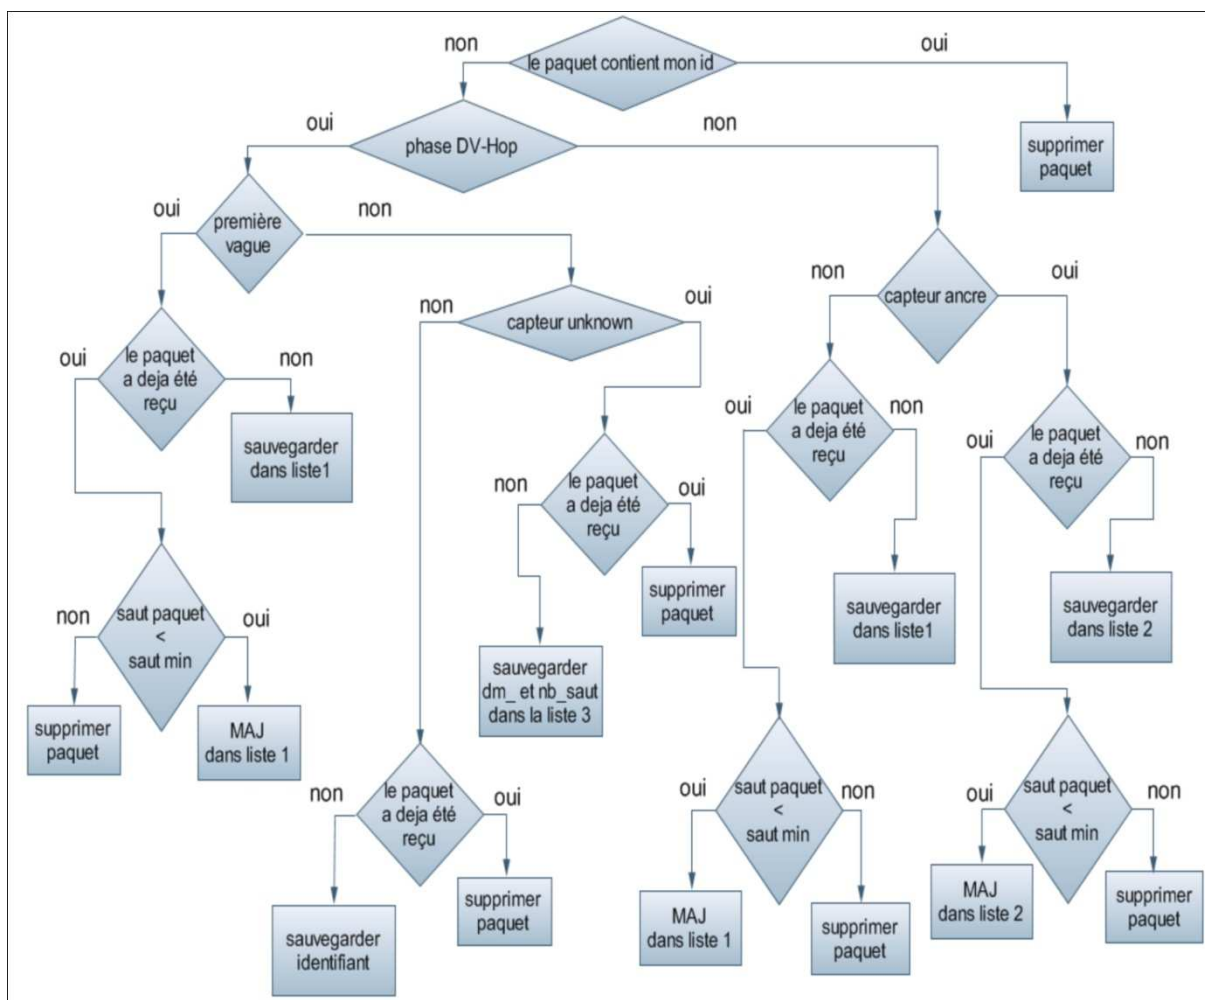 non
oui
le paquet contient mon id
oui
non
phase DV-Hop
supprimer
paquet
oui
non
première
vague
non
oui
non
oui
capteur ancre
capteur unknown
oui
le paquet
a deja été
reçu
non
sauvegarder
dans liste1
oui
le paquet
a deja été
reçu
non
oui
le paquet
a deja été
reçu
non
non
le paquet
a deja été
reçu
oui
supprimer
paquet
sauvegarder
dans liste1
sauvegarder
dans liste 2
non
saut paquet
<
saut min
oui
sauvegarder
dm_ et nb_saut
dans la liste 3
supprimer
paquet
MAJ
dans liste 1
non
le paquet
a deja été
reçu
oui
oui
saut paquet
<
saut min
non
oui
saut paquet
<
saut min
non
sauvegarder
identifiant
supprimer
paquet
MAJ
dans liste 1
supprimer
paquet
MAJ
dans liste 2
supprimer
paquet